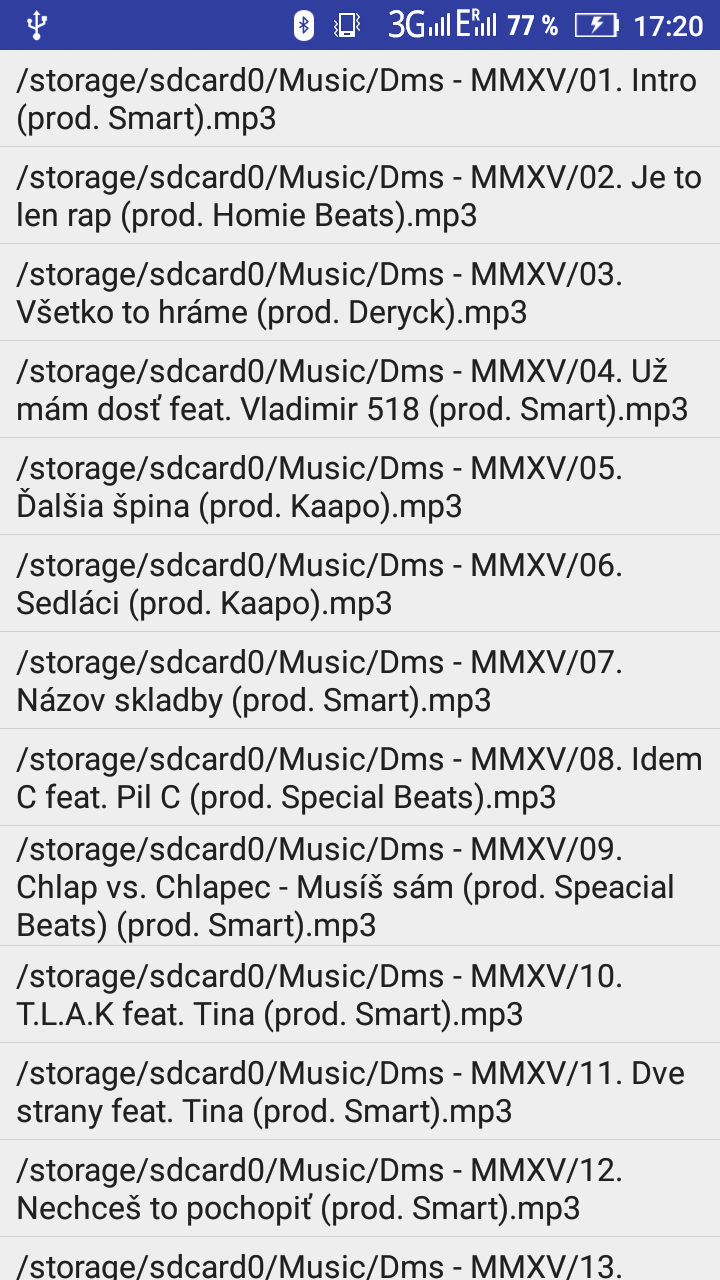 3G ER 77 % 17:20
/storage/sdcard0/Music/Dms - MMXV/01. Intro
(prod. Smart).mp3
/storage/sdcard0/Music/Dms - MMXV/02. Je to
len rap (prod. Homie Beats).mp3
/storage/sdcard0/Music/Dms - MMXV/03.
Všetko to hráme (prod. Deryck).mp3
/storage/sdcard0/Music/Dms - MMXV/04. Už
mám dosť feat. Vladimir 518 (prod. Smart).mp3
/storage/sdcard0/Music/Dms - MMXV/05.
Ďalšia špina (prod. Kaapo).mp3
/storage/sdcard0/Music/Dms - MMXV/06.
Sedláci (prod. Kaapo).mp3
/storage/sdcard0/Music/Dms - MMXV/07.
Názov skladby (prod. Smart).mp3
/storage/sdcard0/Music/Dms - MMXV/08. Idem
C feat. Pil C (prod. Special Beats).mp3
/storage/sdcard0/Music/Dms - MMXV/09.
Chlap vs. Chlapec - Musíš sám (prod. Speacial
Beats) (prod. Smart).mp3
/storage/sdcard0/Music/Dms - MMXV/10.
T.L.A.K feat. Tina (prod. Smart).mp3
/storage/sdcard0/Music/Dms - MMXV/11. Dve
strany feat. Tina (prod. Smart).mp3
/storage/sdcard0/Music/Dms - MMXV/12.
Nechceš to pochopiť (prod. Smart).mp3
/storage/sdcard0/Music/Dms - MMXV/13.